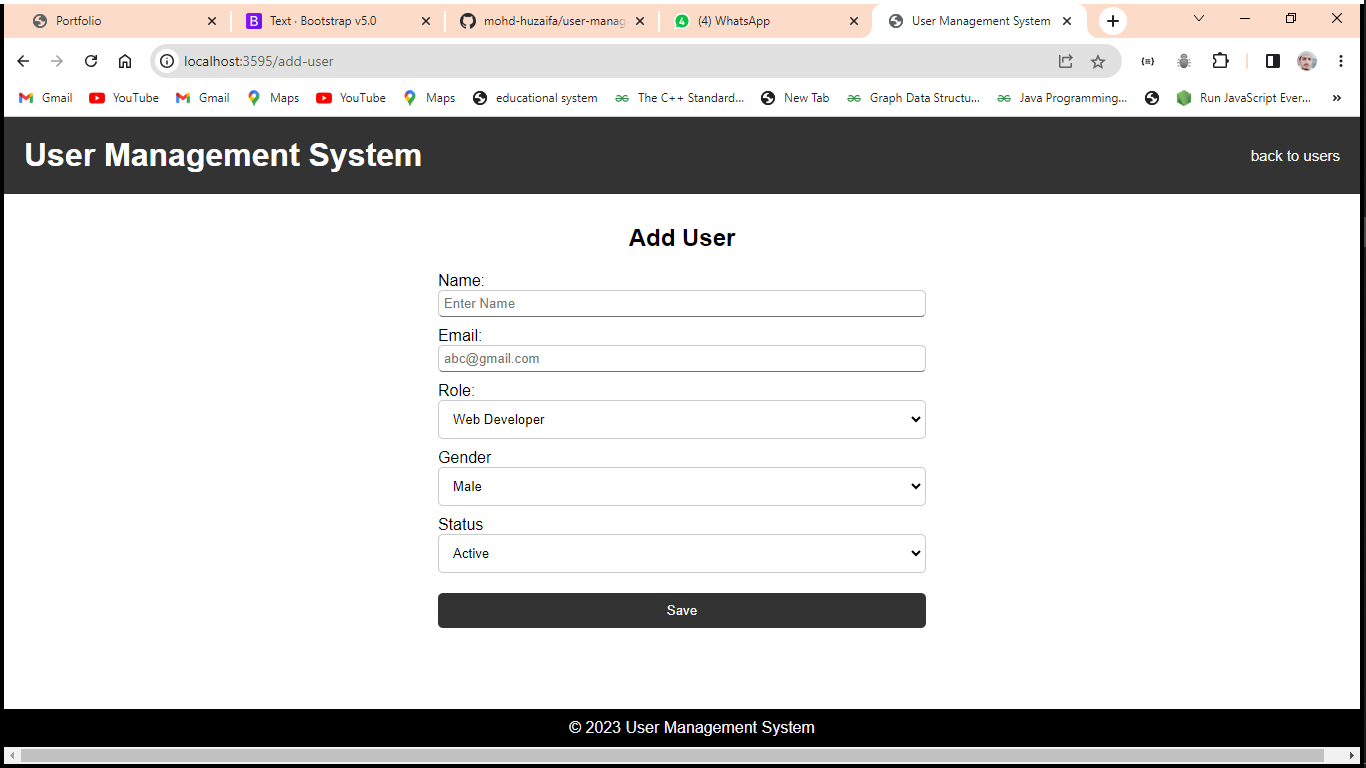 Portfolio
Text · Bootstrap v5.0
mohd-huzaifa/user-manag
4 (4) WhatsApp
User Management System
localhost:3595/add-user
Gmail YouTube Gmail Maps YouTube Maps educational system The C++ Standard... New Tab Graph Data Structu... Java Programming... Run JavaScript Ever... »
User Management System
back to users
Add User
Name:
Enter Name
Email:
abc@gmail.com
Role:
Web Developer
Gender
Male
Status
Active
Save
© 2023 User Management System